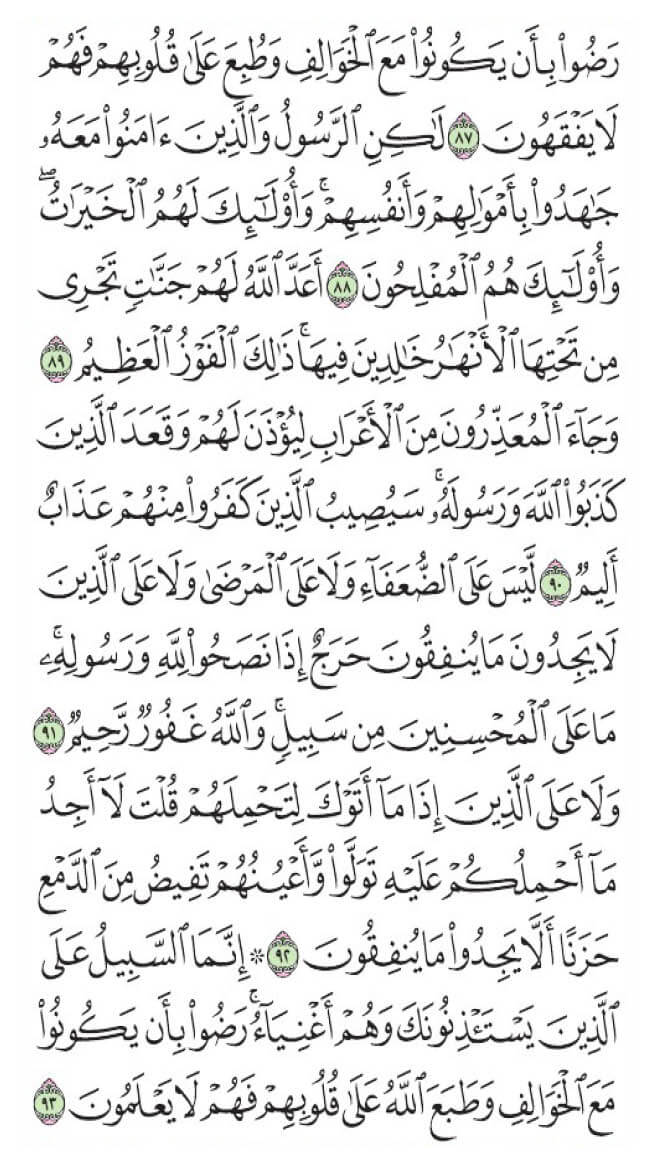 رَضُوا۟ بِأَن يَكُونُوا۟ مَعَ ٱلْخَوَالِفِ وَطُبِعَ عَلَىٰ قُلُوبِهِمْ فَهُمْ
لَا يَفْقَهُونَ ٨٧ لَٰكِنِ ٱلرَّسُولُ وَٱلَّذِينَ ءَامَنُوا۟ مَعَهُۥ
جَٰهَدُوا۟ بِأَمْوَٰلِهِمْ وَأَنفُسِهِمْ ۚ وَأُو۟لَٰٓئِكَ لَهُمُ ٱلْخَيْرَٰتُ ۖ
وَأُو۟لَٰٓئِكَ هُمُ ٱلْمُفْلِحُونَ ٨٨ أَعَدَّ ٱللَّهُ لَهُمْ جَنَّٰتٍ تَجْرِى
مِن تَحْتِهَا ٱلْأَنْهَٰرُ خَٰلِدِينَ فِيهَا ۚ ذَٰلِكَ ٱلْفَوْزُ ٱلْعَظِيمُ ٨٩
وَجَآءَ ٱلْمُعَذِّرُونَ مِنَ ٱلْأَعْرَابِ لِيُؤْذَنَ لَهُمْ وَقَعَدَ ٱلَّذِينَ
كَذَبُوا۟ ٱللَّهَ وَرَسُولَهُۥ ۚ سَيُصِيبُ ٱلَّذِينَ كَفَرُوا۟ مِنْهُمْ عَذَابٌ
أَلِيمٌ ٩٠ لَّيْسَ عَلَى ٱلضُّعَفَآءِ وَلَا عَلَى ٱلْمَرْضَىٰ وَلَا عَلَى ٱلَّذِينَ
لَا يَجِدُونَ مَا يُنفِقُونَ حَرَجٌ إِذَا نَصَحُوا۟ لِلَّهِ وَرَسُولِهِۦ ۚ
مَا عَلَى ٱلْمُحْسِنِينَ مِن سَبِيلٍ ۚ وَٱللَّهُ غَفُورٌ رَّحِيمٌ ٩١
وَلَا عَلَى ٱلَّذِينَ إِذَا مَآ أَتَوْكَ لِتَحْمِلَهُمْ قُلْتَ لَآ أَجِدُ
مَآ أَحْمِلُكُمْ عَلَيْهِ تَوَلَّوا۟ وَّأَعْيُنُهُمْ تَفِيضُ مِنَ ٱلدَّمْعِ
حَزَنًا أَلَّا يَجِدُوا۟ مَا يُنفِقُونَ ٩٢ * إِنَّمَا ٱلسَّبِيلُ عَلَى
ٱلَّذِينَ يَسْتَـْٔذِنُونَكَ وَهُمْ أَغْنِيَآءُ ۚ رَضُوا۟ بِأَن يَكُونُوا۟
مَعَ ٱلْخَوَالِفِ وَطَبَعَ ٱللَّهُ عَلَىٰ قُلُوبِهِمْ فَهُمْ لَا يَعْلَمُونَ ٩٣